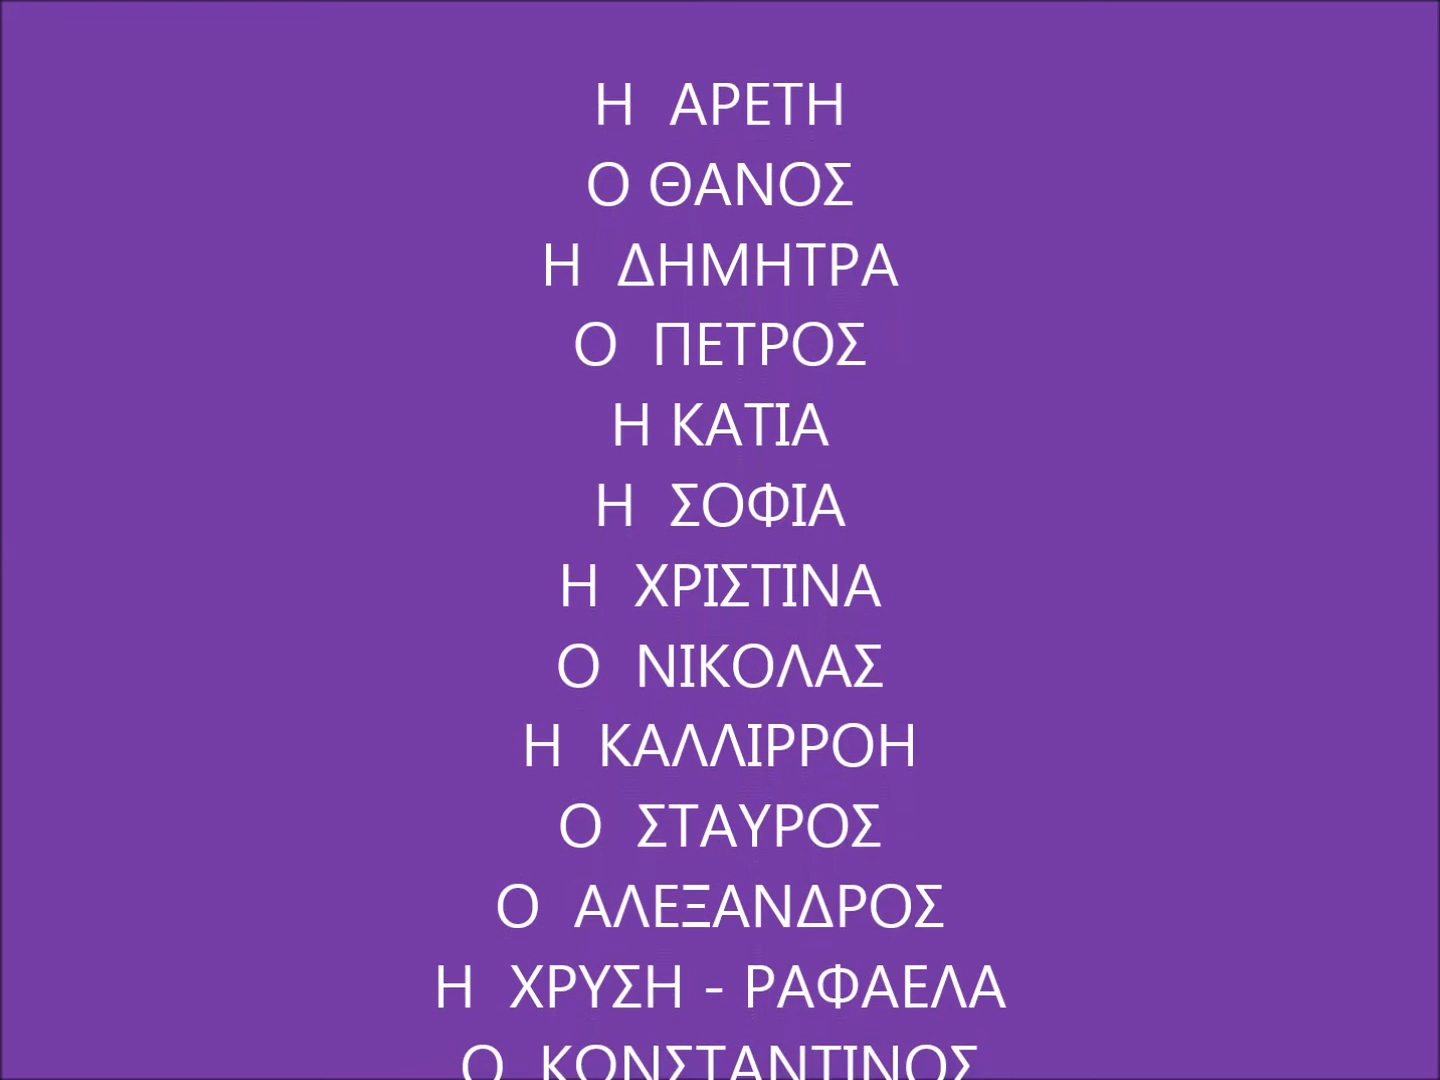 Η ΑΡΕΤΗ
Ο ΘΑΝΟΣ
Η ΔΗΜΗΤΡΑ
Ο ΠΕΤΡΟΣ
Η ΚΑΤΙΑ
Η ΣΟΦΙΑ
Η ΧΡΙΣΤΙΝΑ
Ο ΝΙΚΟΛΑΣ
Η ΚΑΛΛΙΡΡΟΗ
Ο ΣΤΑΥΡΟΣ
Ο ΑΛΕΞΑΝΔΡΟΣ
Η ΧΡΥΣΗ - ΡΑΦΑΕΛΑ
Ο ΚΩΝΣΤΑΝΤΙΝΟΣ